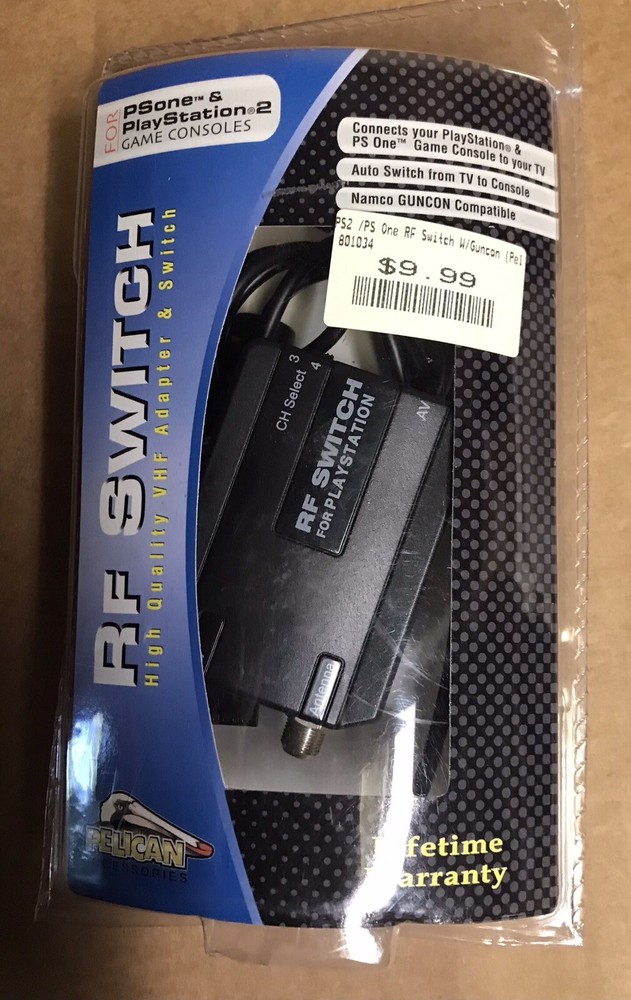 FOR
PSone™ &
PlayStation®2
GAME CONSOLES
Connects your PlayStation® &
PS One™ Game Console to your TV
Auto Switch from TV to Console
Namco GUNCON Compatible
PS2 /PS One RF Switch W/Guncon (Pel
801034
$9.99
RF SWITCH
High Quality VHF Adapter & Switch
CH Select 3
4
RF SWITCH
FOR PLAYSTATION
AV
Antenna
PELICAN
ACCESSORIES
Lifetime
Warranty